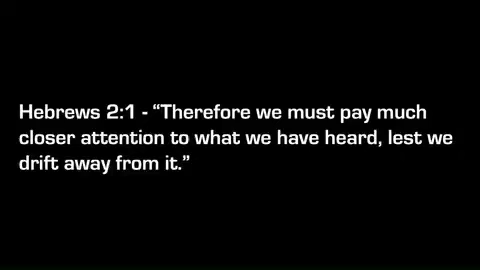 Hebrews 2:1 - “Therefore we must pay much
closer attention to what we have heard, lest we
drift away from it.”